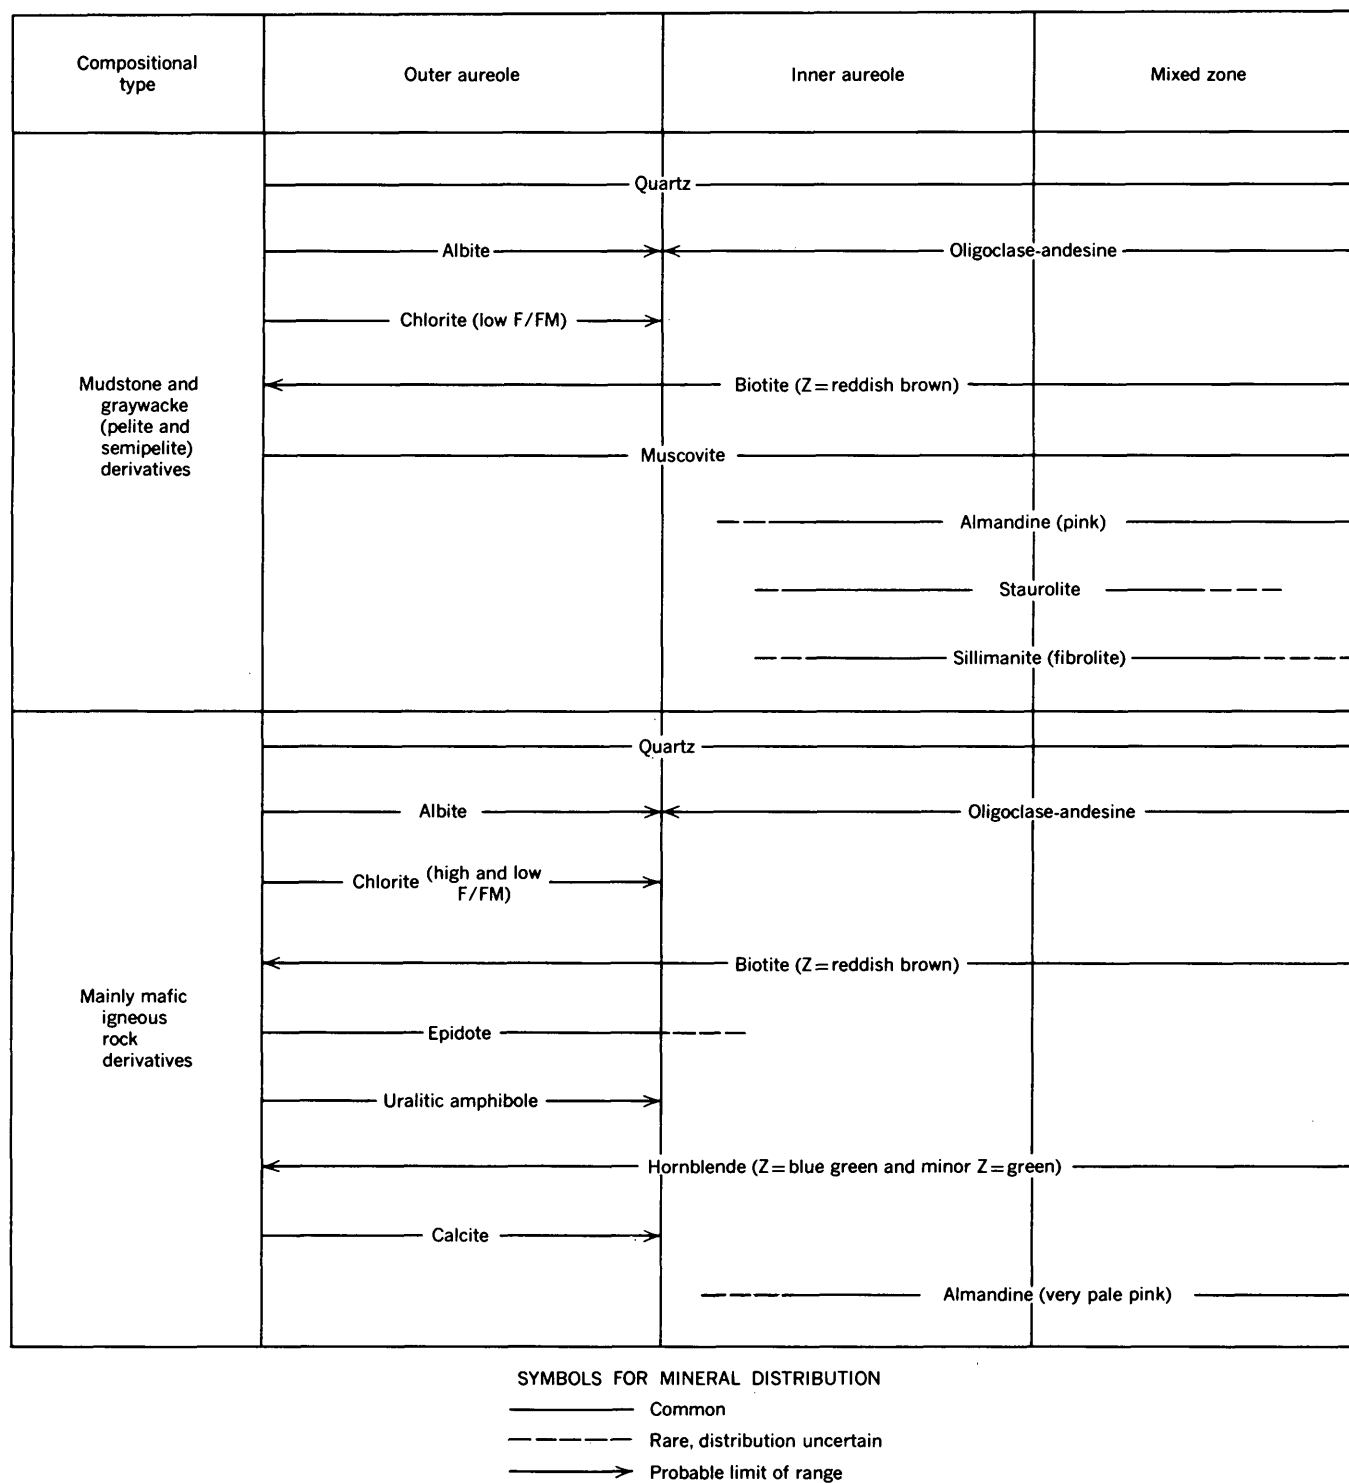 Compositional
type
Outer aureole
Inner aureole
Mixed zone
Mudstone and
graywacke
(pelite and
semipelite)
derivatives
Quartz
Albite
Oligoclase-andesine
Chlorite (low F/FM)
Biotite (Z=reddish brown)
Muscovite
Almandine (pink)
Staurolite
Sillimanite (fibrolite)
Mainly mafic
igneous
rock
derivatives
Quartz
Albite
Oligoclase-andesine
Chlorite (high and low
F/FM)
Biotite (Z=reddish brown)
Epidote
Uralitic amphibole
Hornblende (Z=blue green and minor Z=green)
Calcite
Almandine (very pale pink)
SYMBOLS FOR MINERAL DISTRIBUTION
Common
Rare, distribution uncertain
Probable limit of range